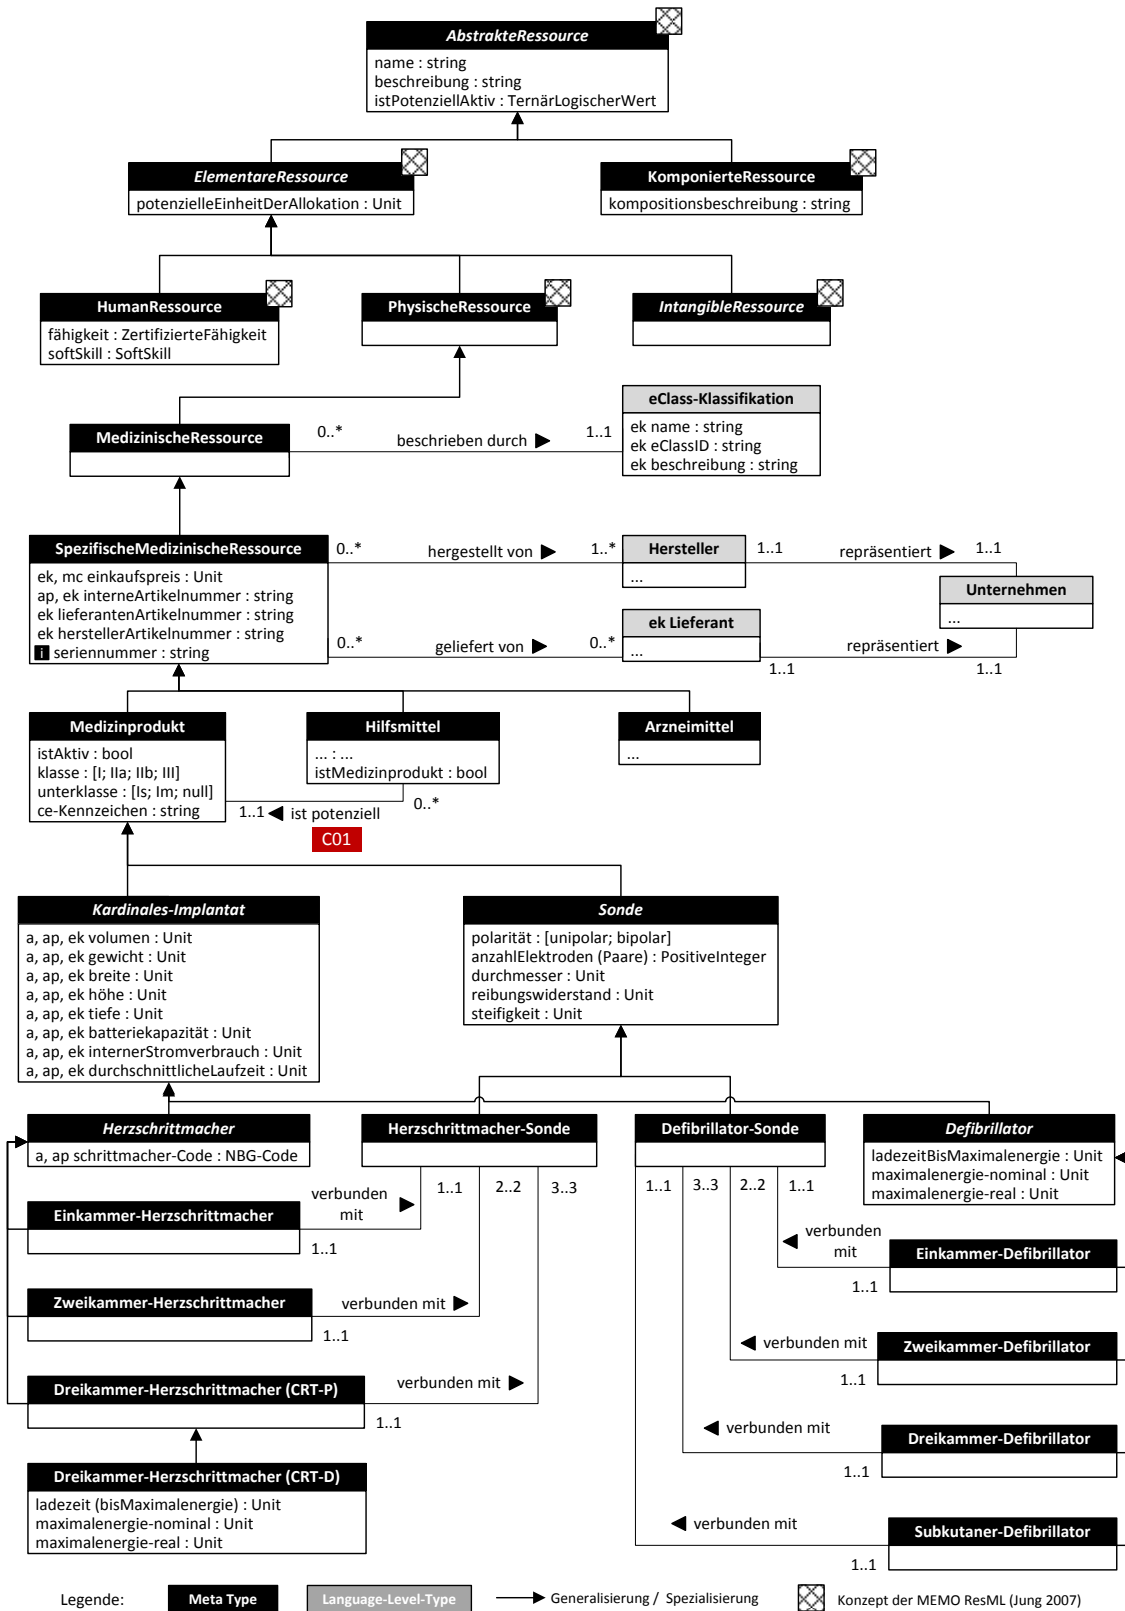 AbstrakteRessource
name : string
beschreibung : string
istPotenziellAktiv : TernärLogischerWert
ElementareRessource
potenzielleEinheitDerAllokation : Unit
KomponierteRessource
kompositionsbeschreibung : string
HumanRessource
fähigkeit : ZertifizierteFähigkeit
softSkill : SoftSkill
PhysischeRessource
IntangibleRessource
MedizinischeRessource
0..*
beschrieben durch
1..1
eClass-Klassifikation
ek name : string
ek eClassID : string
ek beschreibung : string
SpezifischeMedizinischeRessource
ek, mc einkaufspreis : Unit
ap, ek interneArtikelnummer : string
ek lieferantenArtikelnummer : string
ek herstellerArtikelnummer : string
i seriennummer : string
0..*
hergestellt von
1..*
Hersteller
...
1..1
repräsentiert
1..1
Unternehmen
...
0..*
geliefert von
0..*
ek Lieferant
...
1..1
repräsentiert
1..1
Medizinprodukt
istAktiv : bool
klasse : [I; IIa; IIb; III]
unterklasse : [Is; Im; null]
ce-Kennzeichen : string
Hilfsmittel
... : ...
istMedizinprodukt : bool
Arzneimittel
...
1..1
ist potenziell
0..*
C01
Kardinales-Implantat
a, ap, ek volumen : Unit
a, ap, ek gewicht : Unit
a, ap, ek breite : Unit
a, ap, ek höhe : Unit
a, ap, ek tiefe : Unit
a, ap, ek batteriekapazität : Unit
a, ap, ek internerStromverbrauch : Unit
a, ap, ek durchschnittlicheLaufzeit : Unit
Sonde
polarität : [unipolar; bipolar]
anzahlElektroden (Paare) : PositiveInteger
durchmesser : Unit
reibungswiderstand : Unit
steifigkeit : Unit
Herzschrittmacher
a, ap schrittmacher-Code : NBG-Code
Herzschrittmacher-Sonde
Defibrillator-Sonde
Defibrillator
ladezeitBisMaximalenergie : Unit
maximalenergie-nominal : Unit
maximalenergie-real : Unit
1..1
2..2
3..3
1..1
3..3
2..2
1..1
Einkammer-Herzschrittmacher
verbunden
mit
1..1
verbunden
mit
Einkammer-Defibrillator
1..1
Zweikammer-Herzschrittmacher
verbunden mit
1..1
verbunden mit
Zweikammer-Defibrillator
1..1
Dreikammer-Herzschrittmacher (CRT-P)
verbunden mit
1..1
verbunden mit
Dreikammer-Defibrillator
1..1
Dreikammer-Herzschrittmacher (CRT-D)
ladezeit (bisMaximalenergie) : Unit
maximalenergie-nominal : Unit
maximalenergie-real : Unit
verbunden mit
Subkutaner-Defibrillator
1..1
Legende:
Meta Type
Language-Level-Type
Generalisierung / Spezialisierung
Konzept der MEMO ResML (Jung 2007)